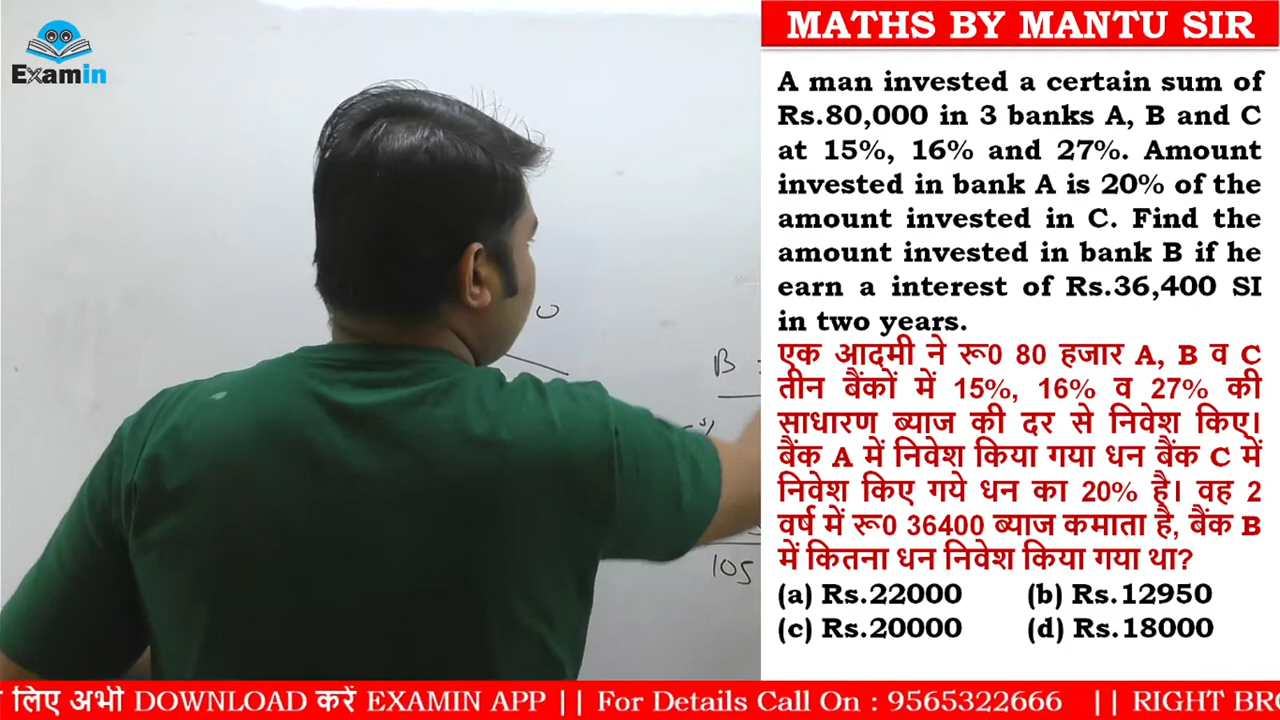 Examin
MATHS BY MANTU SIR
A man invested a certain sum of
Rs.80,000 in 3 banks A, B and C
at 15%, 16% and 27%. Amount
invested in bank A is 20% of the
amount invested in C. Find the
amount invested in bank B if he
earn a interest of Rs.36,400 SI
in two years.
एक आदमी ने रू0 80 हजार A, B व C
तीन बैंकों में 15%, 16% व 27% की
साधारण ब्याज की दर से निवेश किए।
बैंक A में निवेश किया गया धन बैंक C में
निवेश किए गये धन का 20% है। वह 2
वर्ष में रू0 36400 ब्याज कमाता है, बैंक B
में कितना धन निवेश किया गया था?
(a) Rs.22000 (b) Rs.12950
(c) Rs.20000 (d) Rs.18000
B
105
लिए अभी DOWNLOAD करें EXAMIN APP || For Details Call On : 9565322666 || RIGHT BRO